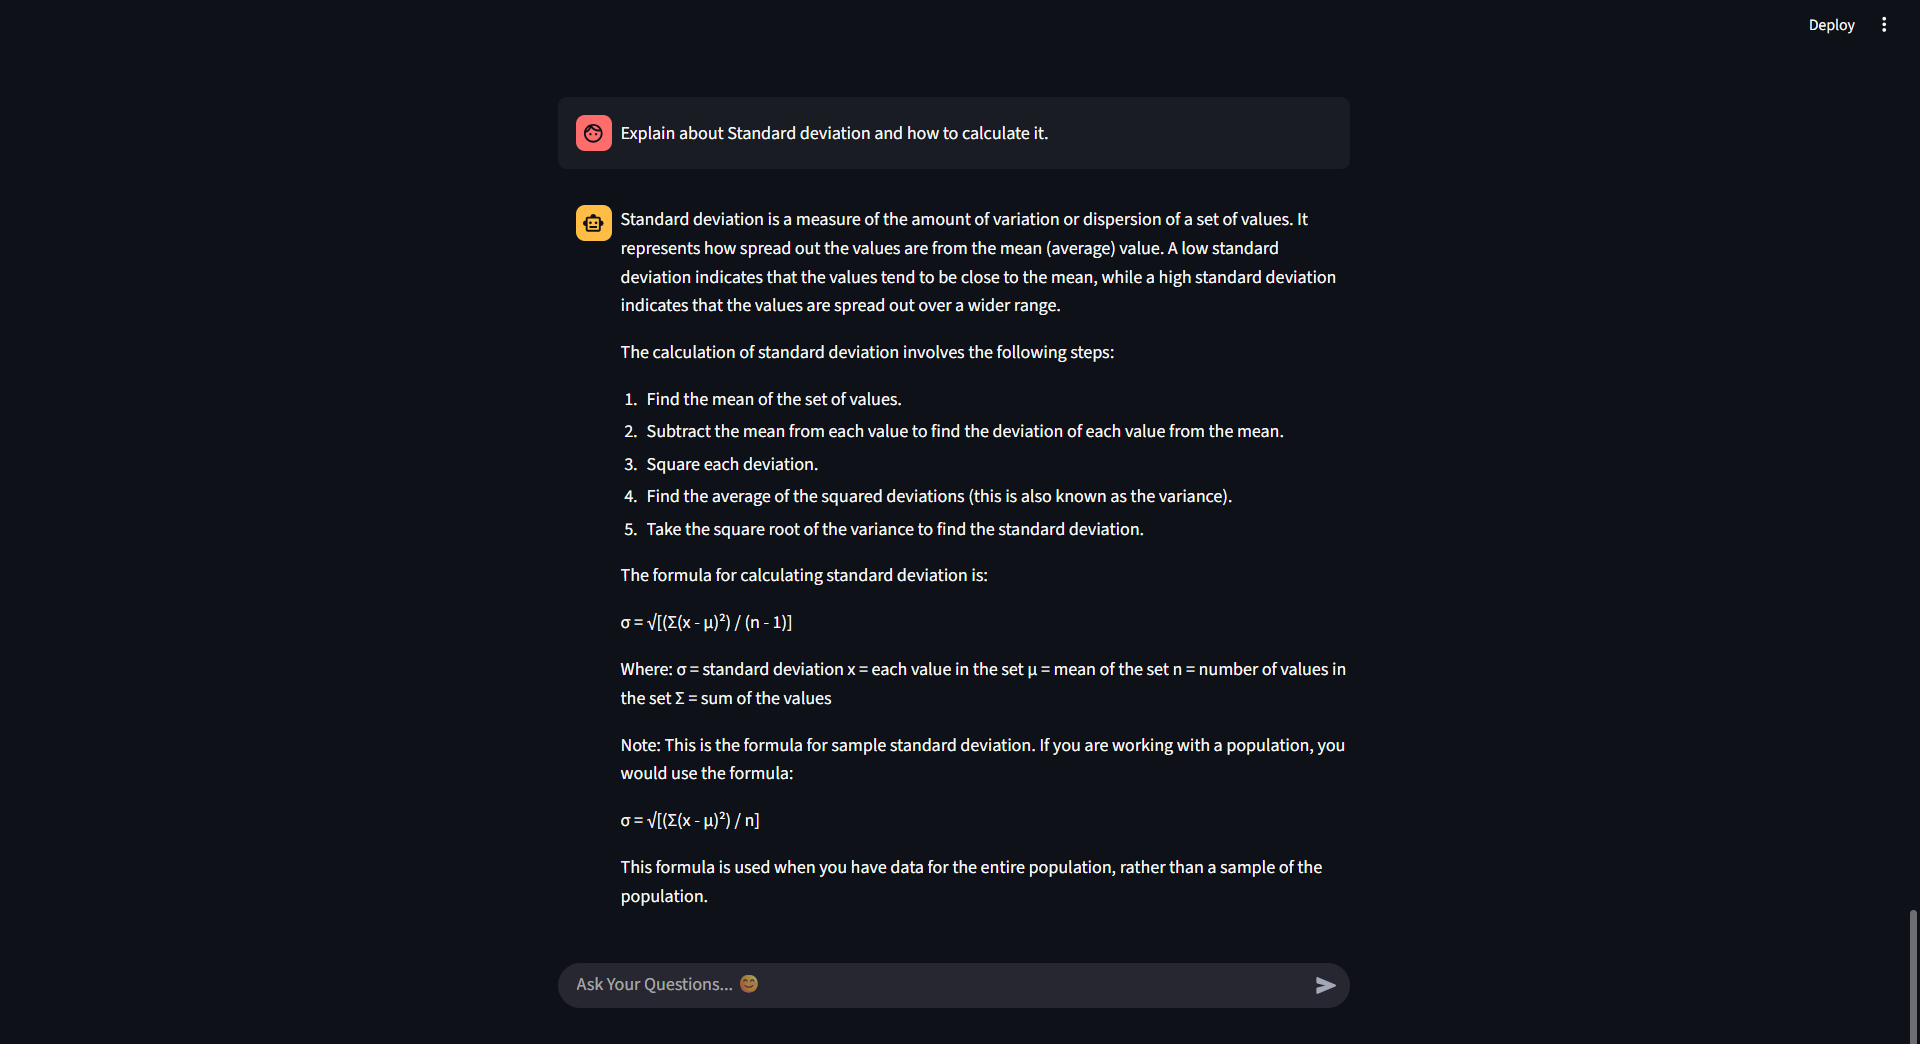 Deploy
Explain about Standard deviation and how to calculate it.
Standard deviation is a measure of the amount of variation or dispersion of a set of values. It
represents how spread out the values are from the mean (average) value. A low standard
deviation indicates that the values tend to be close to the mean, while a high standard deviation
indicates that the values are spread out over a wider range.
The calculation of standard deviation involves the following steps:
1. Find the mean of the set of values.
2. Subtract the mean from each value to find the deviation of each value from the mean.
3. Square each deviation.
4. Find the average of the squared deviations (this is also known as the variance).
5. Take the square root of the variance to find the standard deviation.
The formula for calculating standard deviation is:
σ = √[(Σ(x - μ)²) / (n - 1)]
Where: σ = standard deviation x = each value in the set μ = mean of the set n = number of values in
the set Σ = sum of the values
Note: This is the formula for sample standard deviation. If you are working with a population, you
would use the formula:
σ = √[(Σ(x - μ)²) / n]
This formula is used when you have data for the entire population, rather than a sample of the
population.
Ask Your Questions... 😊